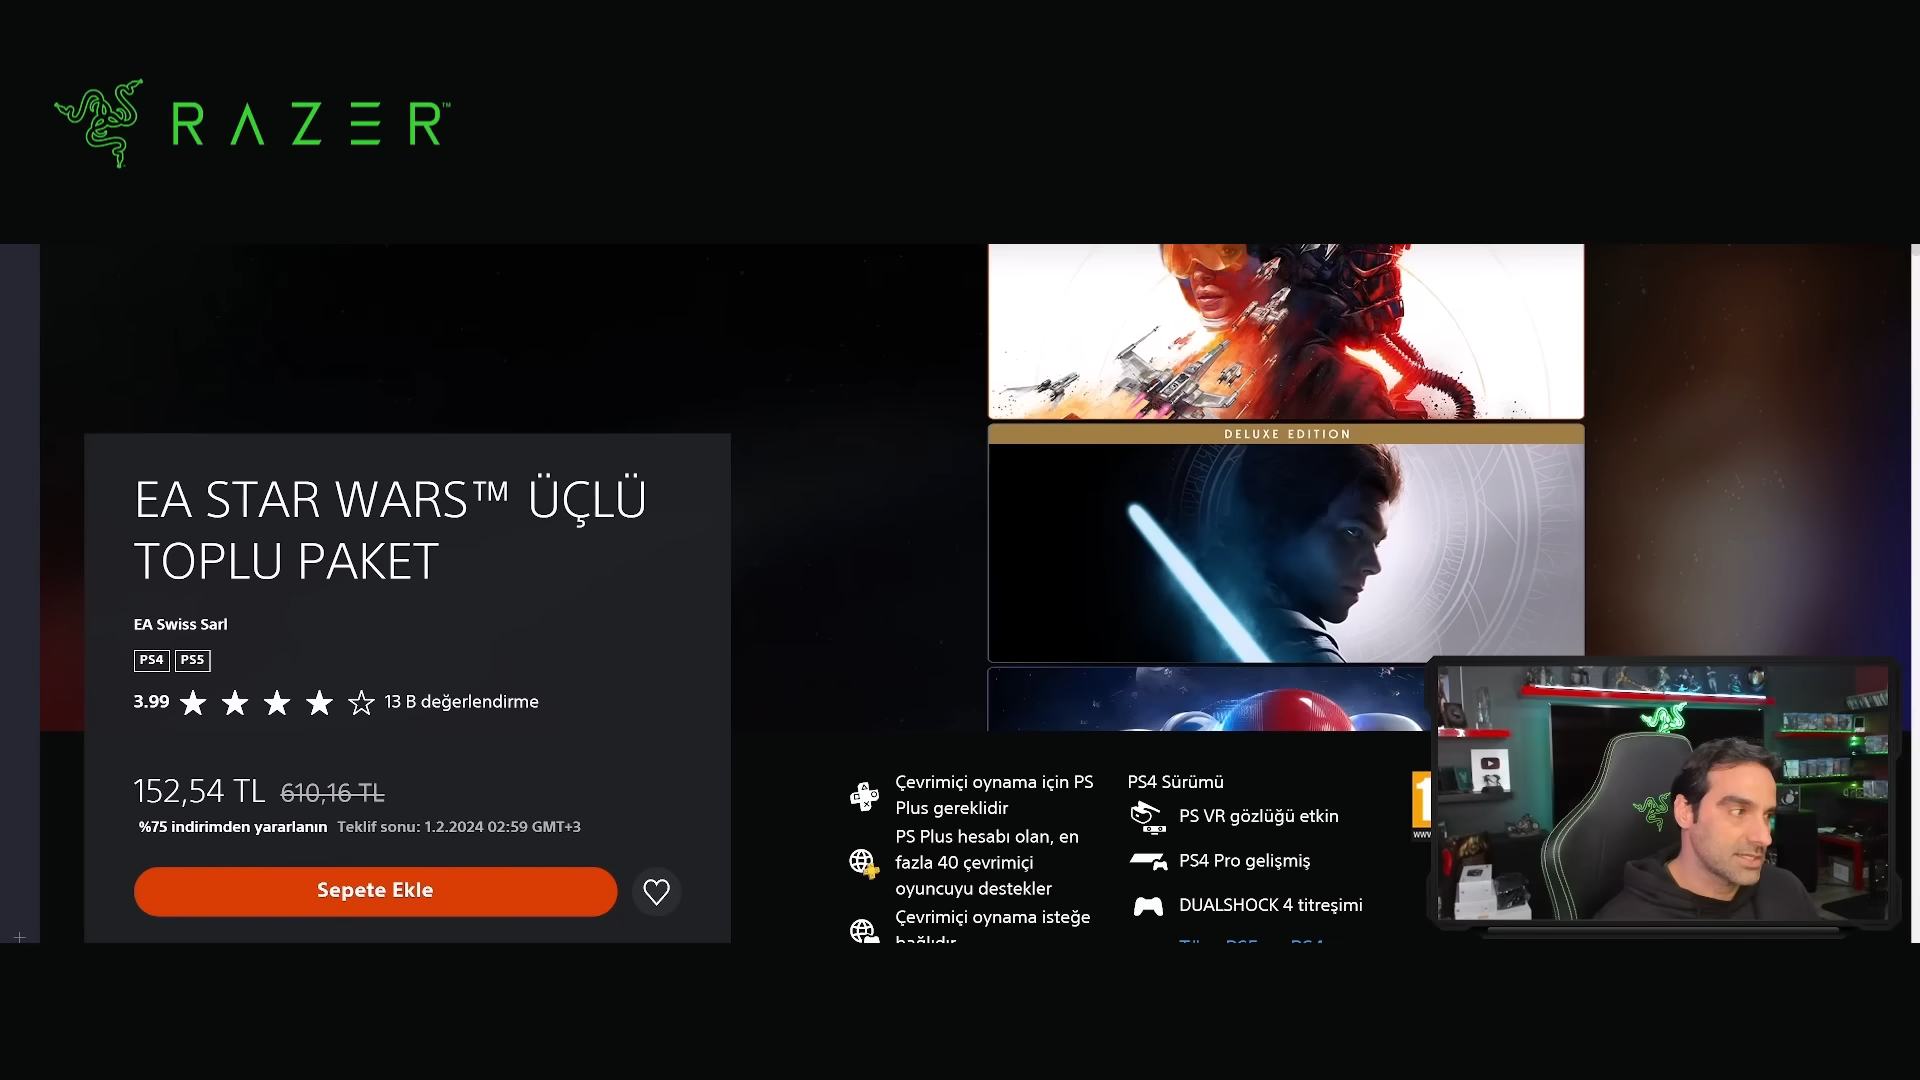 RAZER™
DELUXE EDITION
EA STAR WARS™ ÜÇLÜ
TOPLU PAKET
EA Swiss Sarl
PS4 PS5
3.99 13 B değerlendirme
152,54 TL 610,16 TL
%75 indirimden yararlanın Teklif sonu: 1.2.2024 02:59 GMT+3
Sepete Ekle
Çevrimiçi oynama için PS
Plus gereklidir
PS Plus hesabı olan, en
fazla 40 çevrimiçi
oyuncuyu destekler
Çevrimiçi oynama isteğe
PS4 Sürümü
PS VR gözlüğü etkin
PS4 Pro gelişmiş
DUALSHOCK 4 titreşimi